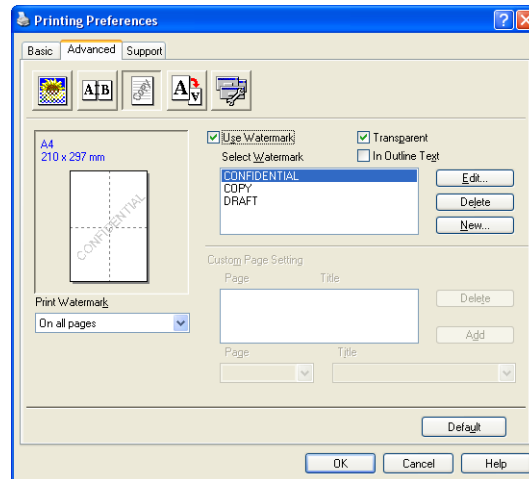 Printing Preferences
Basic Advanced Support
A B
Copy
A A
A4
210 x 297 mm
CONFIDENTIAL
Print Watermark
On all pages
Use Watermark
Transparent
Select Watermark
In Outline Text
CONFIDENTIAL
COPY
DRAFT
Edit...
Delete
New...
Custom Page Setting
Page Title
Delete
Add
Page Title
Default
OK Cancel Help